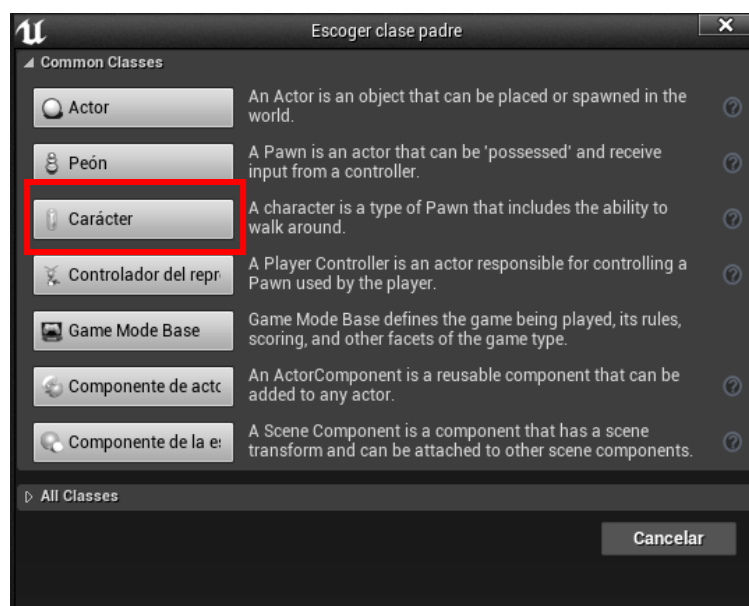 Escoger clase padre
Common Classes
Actor
An Actor is an object that can be placed or spawned in the
world.
Peón
A Pawn is an actor that can be 'possessed' and receive
input from a controller.
Carácter
A character is a type of Pawn that includes the ability to
walk around.
Controlador del repr
A Player Controller is an actor responsible for controlling a
Pawn used by the player.
Game Mode Base
Game Mode Base defines the game being played, its rules,
scoring, and other facets of the game type.
Componente de actc
An ActorComponent is a reusable component that can be
added to any actor.
Componente de la e
A Scene Component is a component that has a scene
transform and can be attached to other scene components.
All Classes
Cancelar